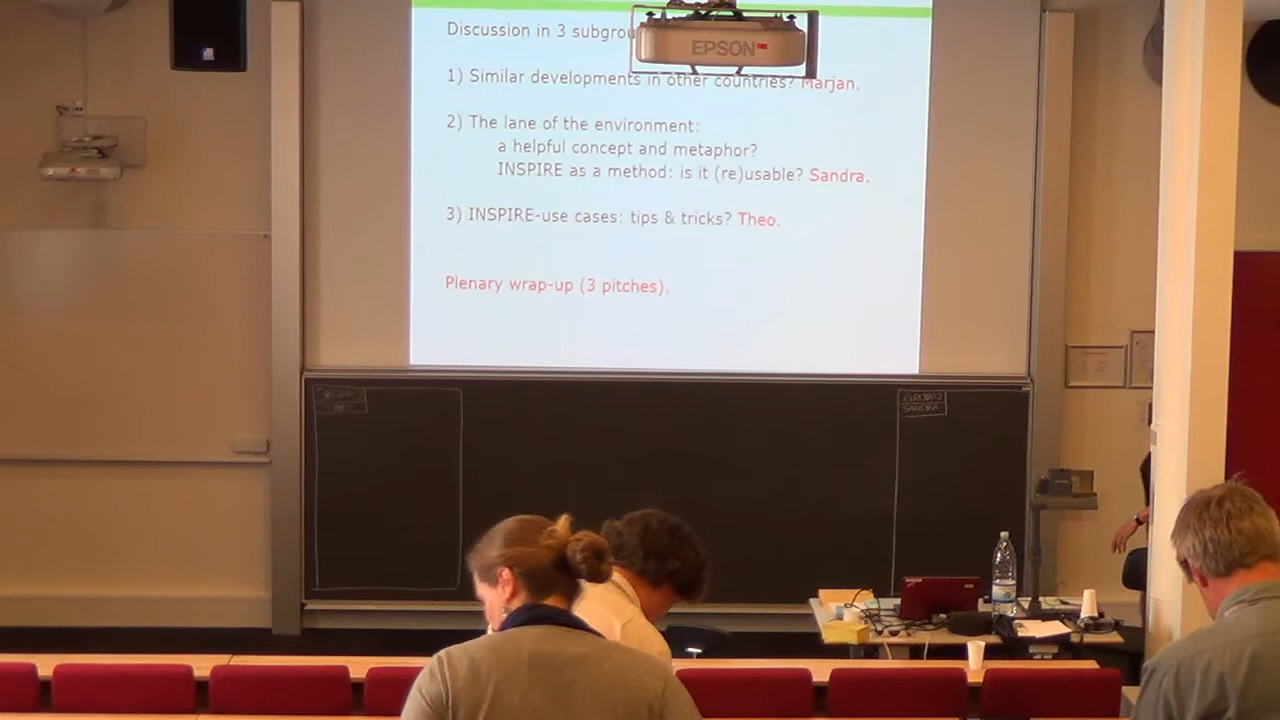 Discussion in 3 subgrou
EPSON
1) Similar developments in other countries? Marjan.
2) The lane of the environment:
a helpful concept and metaphor?
INSPIRE as a method: is it (re)usable? Sandra.
3) INSPIRE-use cases: tips & tricks? Theo.
Plenary wrap-up (3 pitches).
GROUP 2
SANDRA